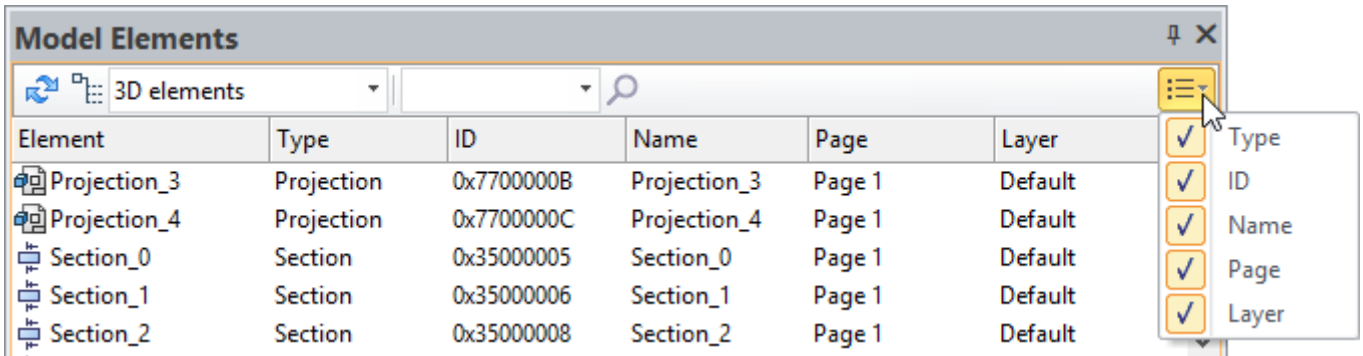 Model Elements
3D elements
Element Type ID Name Page Layer
Projection_3 Projection 0x7700000B Projection_3 Page 1 Default
Projection_4 Projection 0x7700000C Projection_4 Page 1 Default
Section_0 Section 0x35000005 Section_0 Page 1 Default
Section_1 Section 0x35000006 Section_1 Page 1 Default
Section_2 Section 0x35000008 Section_2 Page 1 Default
Type
ID
Name
Page
Layer